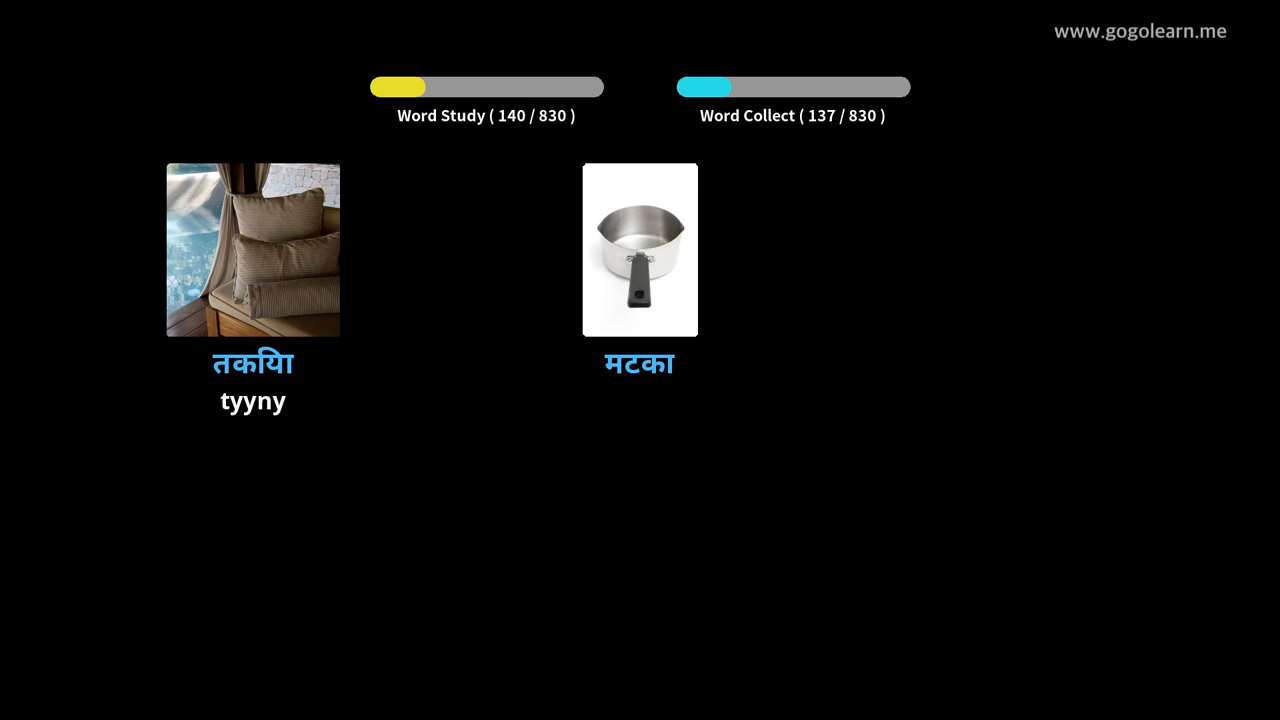 www.gogolearn.me
Word Study ( 140 / 830 )
Word Collect ( 137 / 830 )
तकिया
tyyny
मटका